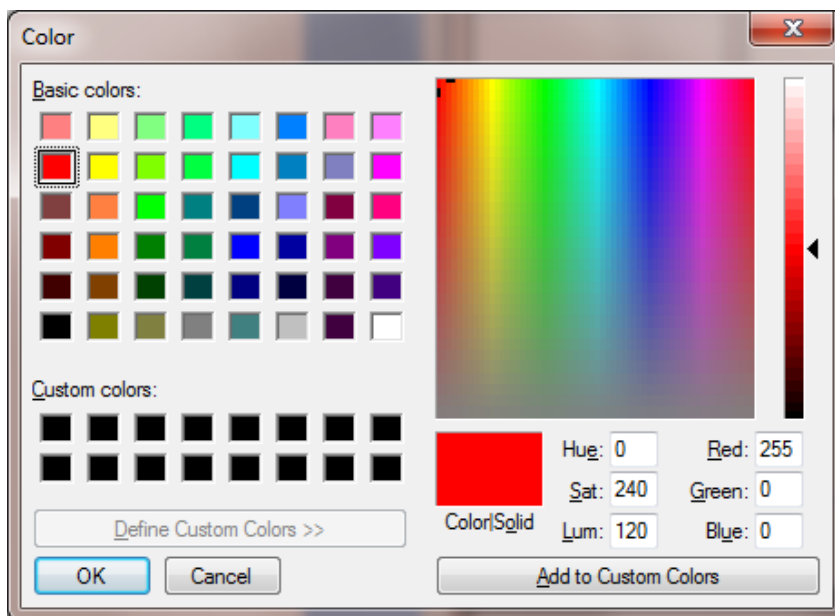 Color
Basic colors:
Custom colors:
Define Custom Colors >>
OK Cancel
Color|Solid
Hue: 0 Red: 255
Sat: 240 Green: 0
Lum: 120 Blue: 0
Add to Custom Colors